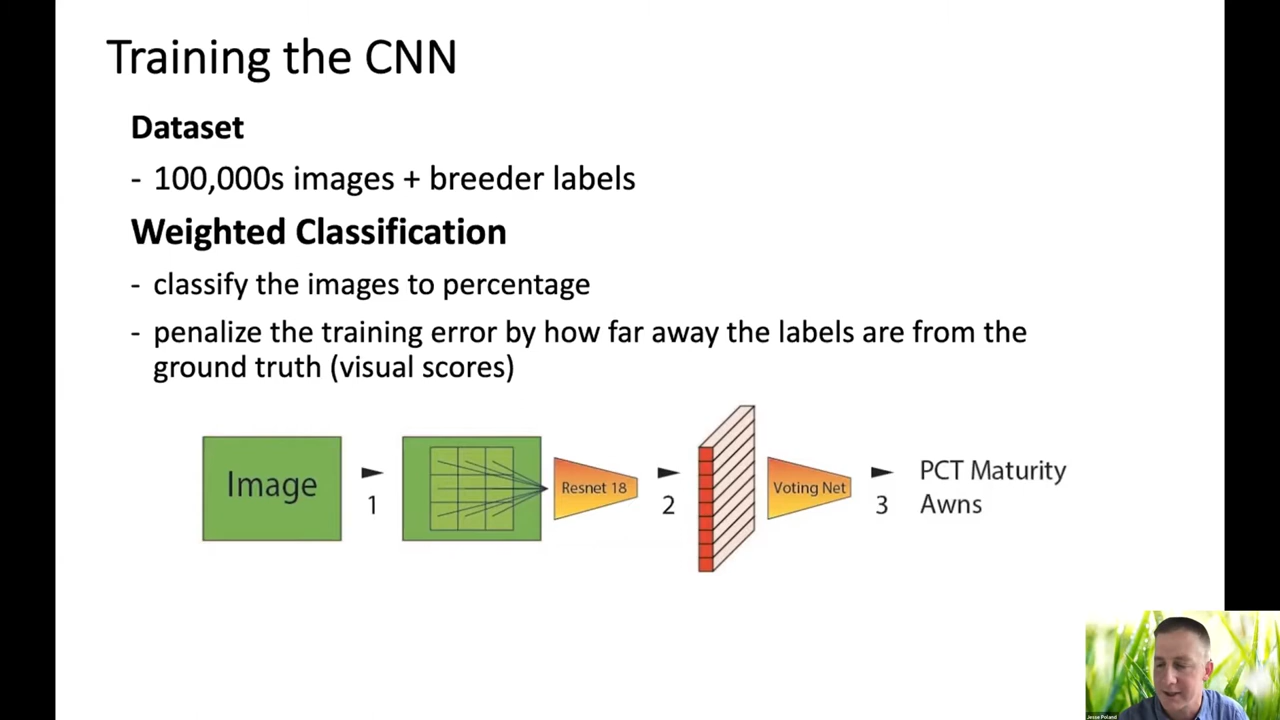 Training the CNN
Dataset
- 100,000s images + breeder labels
Weighted Classification
- classify the images to percentage
- penalize the training error by how far away the labels are from the
ground truth (visual scores)
Image
1
Resnet 18
2
Voting Net
3
PCT Maturity
Awns
Jesse Poland